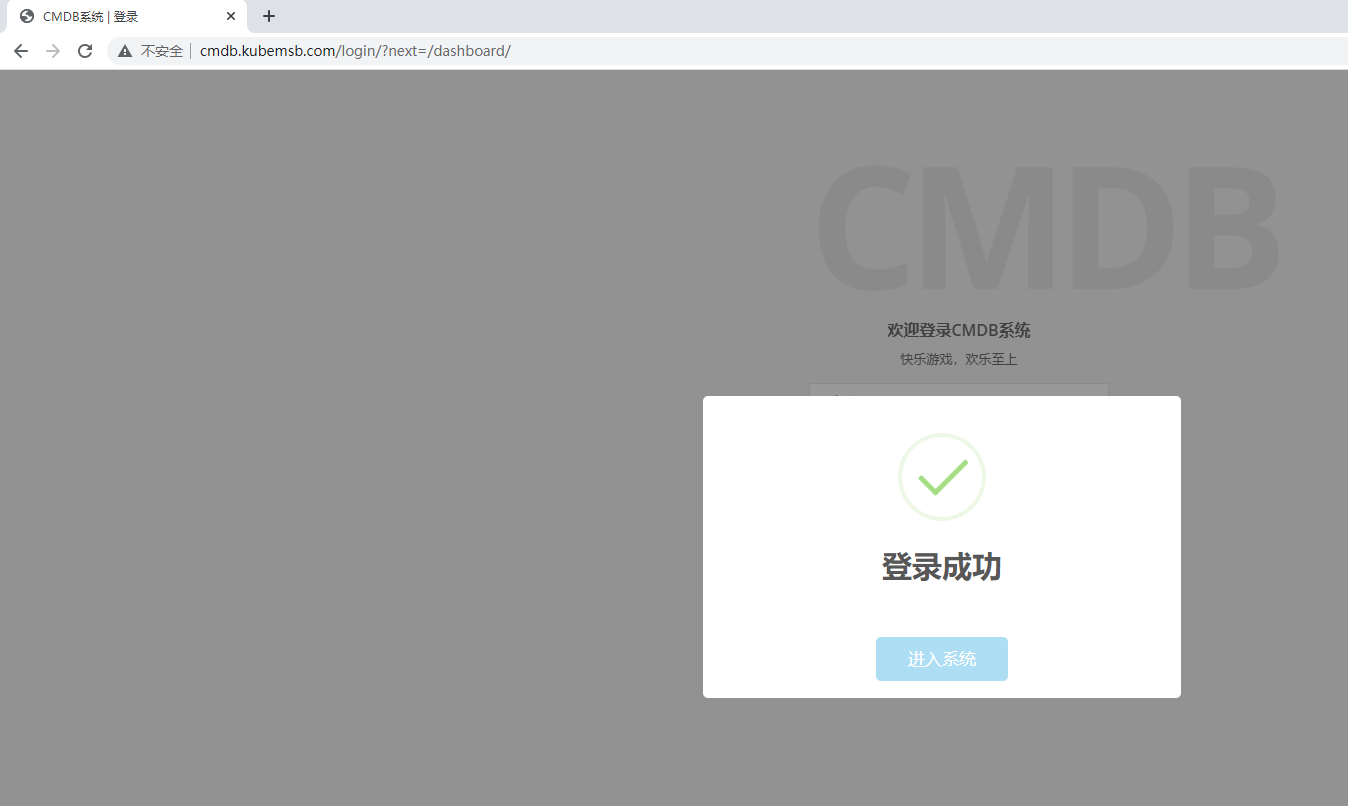 CMDB系统 | 登录
不安全 | cmdb.kubemsb.com/login/?next=/dashboard/
CMDB
欢迎登录CMDB系统
快乐游戏，欢乐至上
登录成功
进入系统